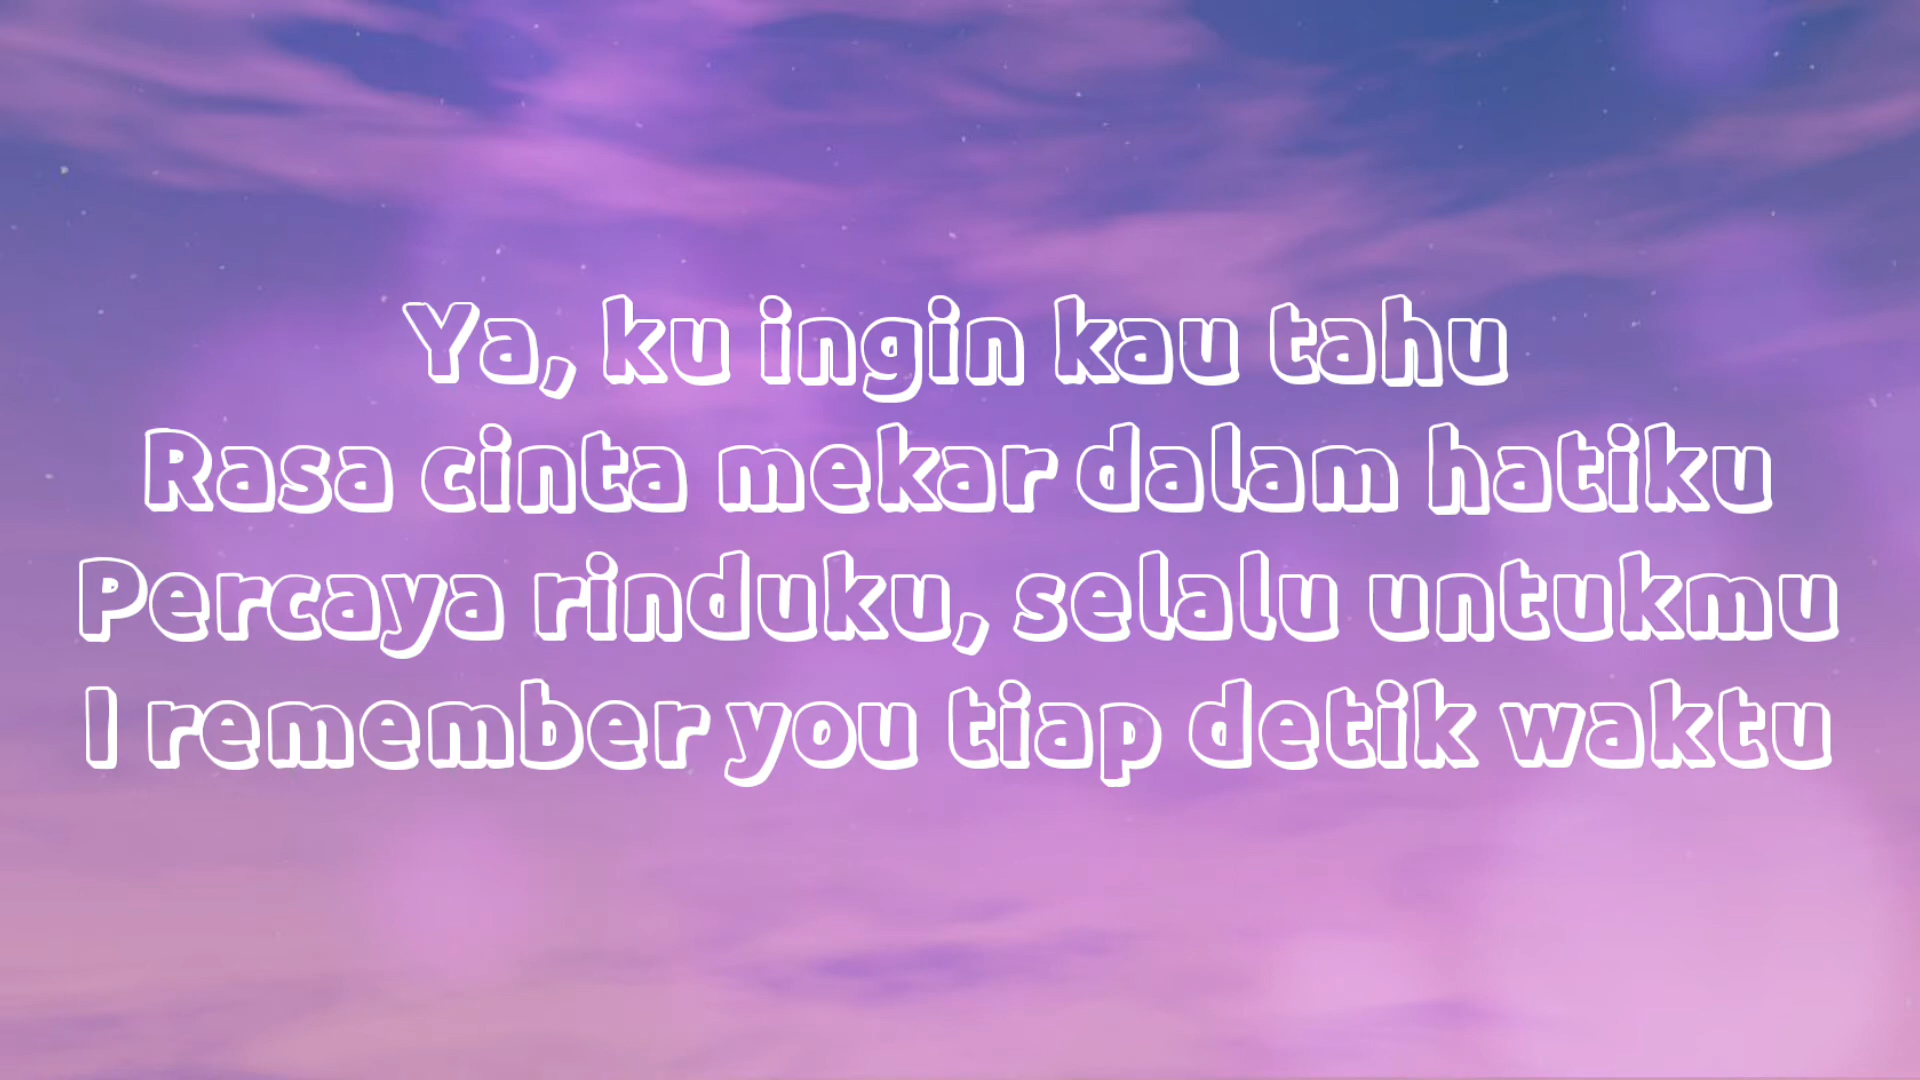 Ya, ku ingin kau tahu
Rasa cinta mekar dalam hatiku
Percaya rinduku, selalu untukmu
I remember you tiap detik waktu